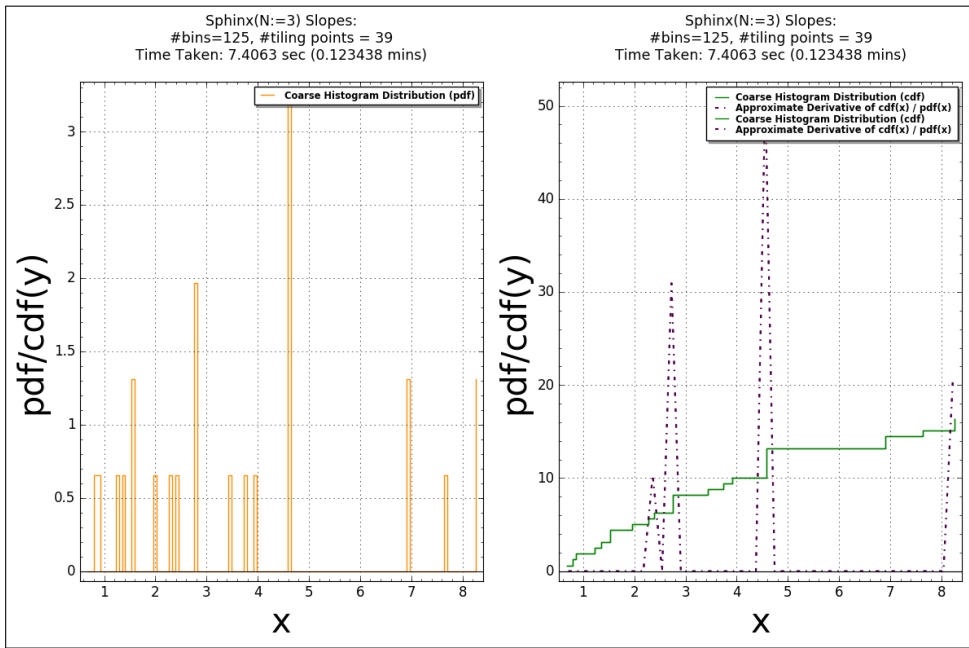 Sphinx(N:=3) Slopes:
#bins=125, #tiling points = 39
Time Taken: 7.4063 sec (0.123438 mins)
Coarse Histogram Distribution (pdf)
pdf/cdf(y)
3
2.5
2
1.5
1
0.5
0
1 2 3 4 5 6 7 8
x
Sphinx(N:=3) Slopes:
#bins=125, #tiling points = 39
Time Taken: 7.4063 sec (0.123438 mins)
Coarse Histogram Distribution (cdf)
Approximate Derivative of cdf(x) / pdf(x)
Coarse Histogram Distribution (cdf)
Approximate Derivative of cdf(x) / pdf(x)
pdf/cdf(y)
50
40
30
20
10
0
1 2 3 4 5 6 7 8
x